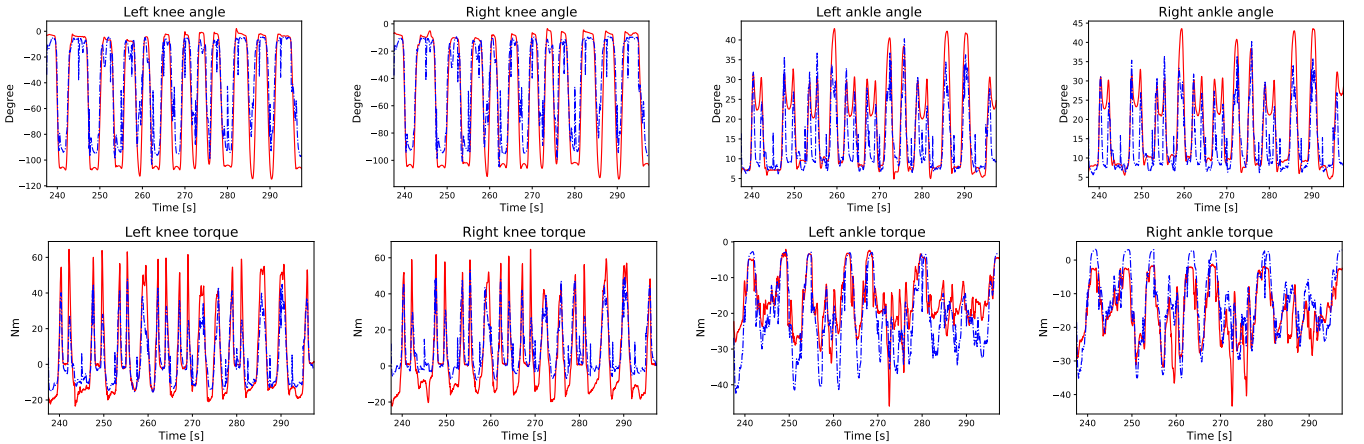 Left knee angle
Degree
0
−20
−40
−60
−80
−100
−120
240 250 260 270 280 290
Time [s]
Right knee angle
0
−20
−40
−60
−80
−100
240 250 260 270 280 290
Time [s]
Left ankle angle
Degree
40
35
30
25
20
15
10
5
240 250 260 270 280 290
Time [s]
Right ankle angle
Degree
45
40
35
30
25
20
15
10
5
240 250 260 270 280 290
Time [s]
Left knee torque
Nm
60
40
20
0
−20
240 250 260 270 280 290
Time [s]
Right knee torque
60
40
20
0
−20
240 250 260 270 280 290
Time [s]
Left ankle torque
Nm
0
−10
−20
−30
−40
240 250 260 270 280 290
Time [s]
Right ankle torque
Nm
0
−10
−20
−30
−40
240 250 260 270 280 290
Time [s]